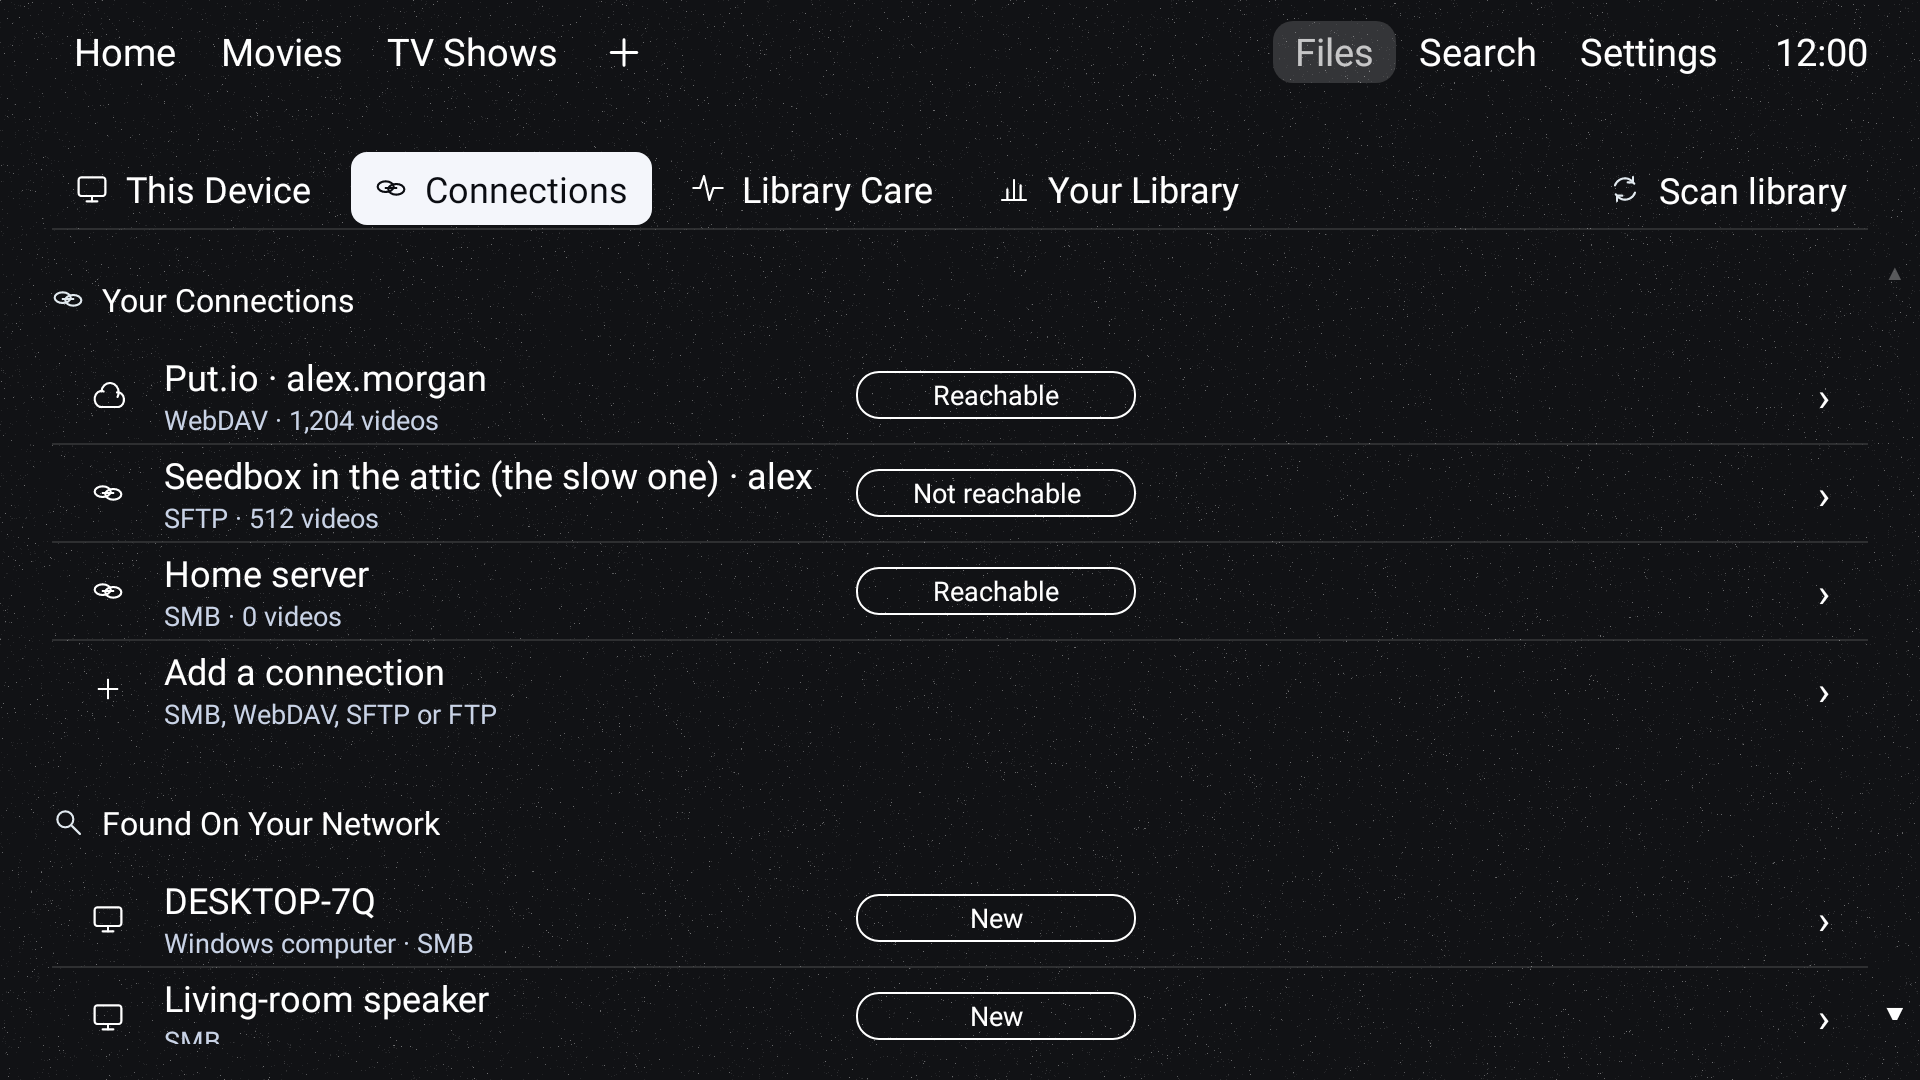 Home Movies TV Shows + Files Search Settings 12:00
This Device Connections Library Care Your Library Scan library
Your Connections
Put.io · alex.morgan
WebDAV · 1,204 videos
Reachable
Seedbox in the attic (the slow one) · alex
SFTP · 512 videos
Not reachable
Home server
SMB · 0 videos
Reachable
Add a connection
SMB, WebDAV, SFTP or FTP
Found On Your Network
DESKTOP-7Q
Windows computer · SMB
New
Living-room speaker
SMB
New